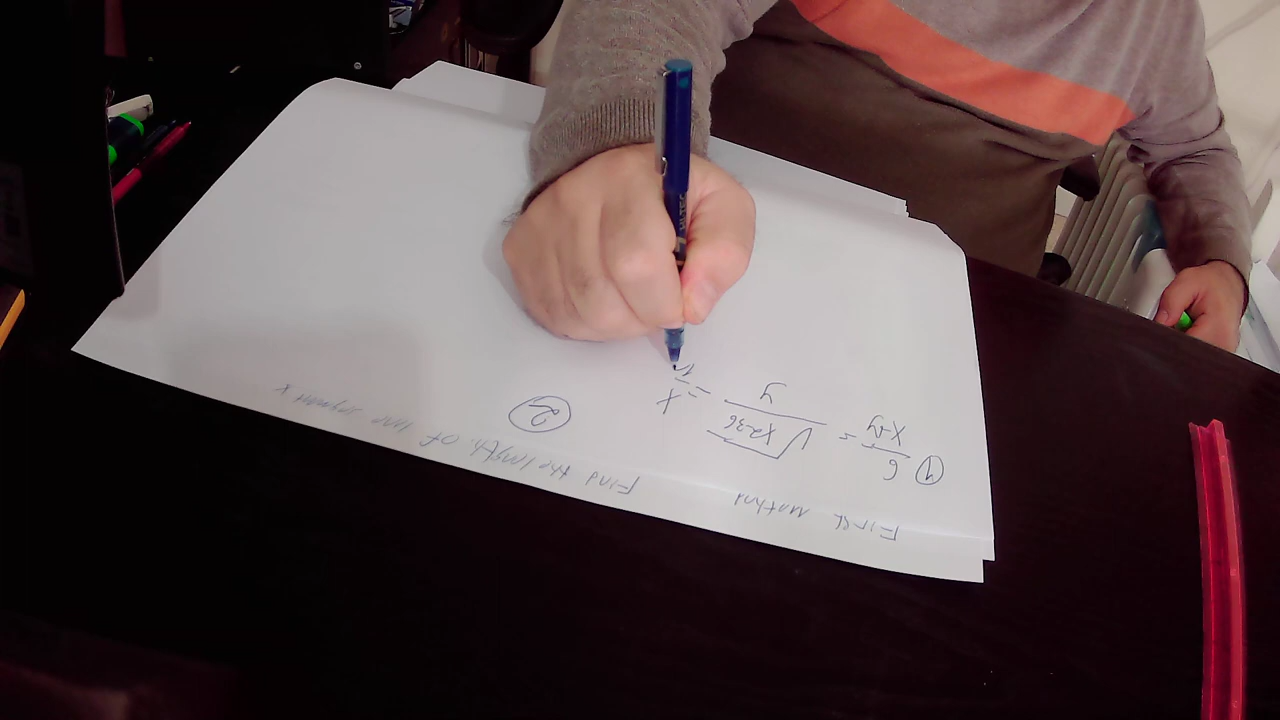 First method
Find the length of line segment x
① 6/x+y = √x2-36/y = x/
②